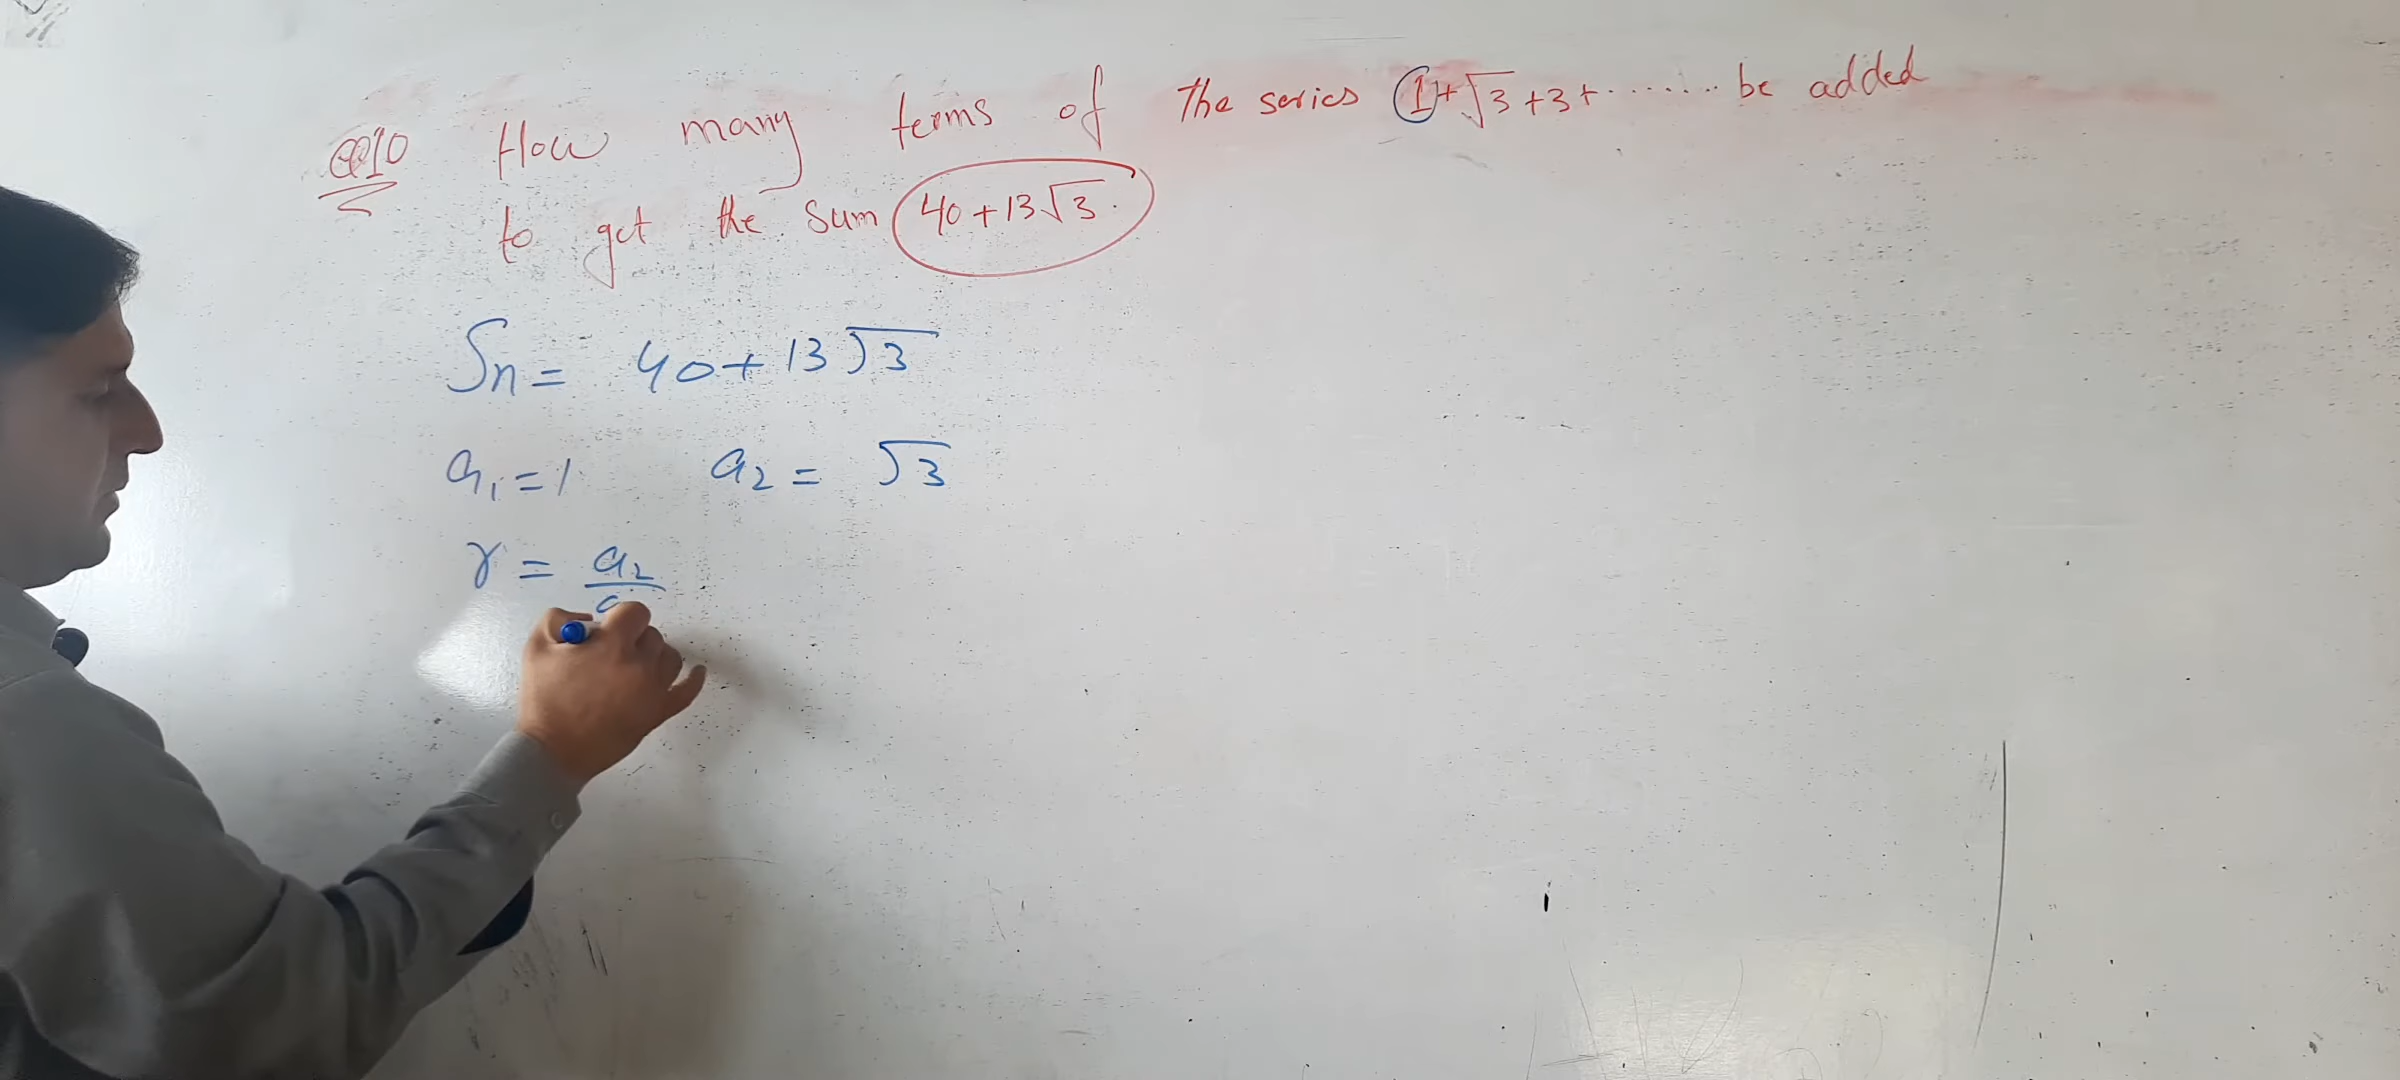 Q10 How many terms of the series 1+√3+3+....... be added
to get the sum 40+13√3.
Sn = 40+13√3
a₁=1 a₂ = √3
r = a₂/a